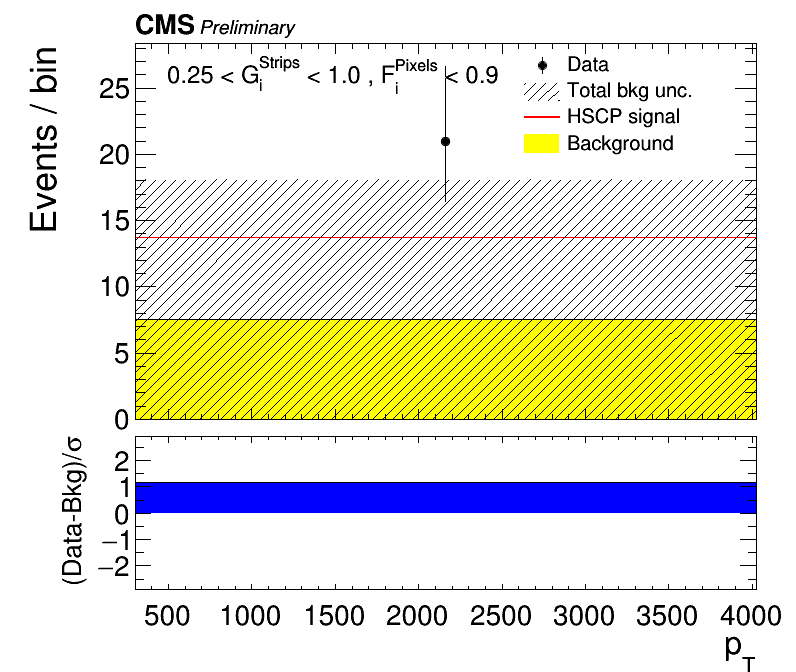 CMS Preliminary
Events / bin
0.25 < G_i^Strips < 1.0 , F_i^Pixels < 0.9
Data
Total bkg unc.
HSCP signal
Background
25
20
15
10
5
0
(Data-Bkg)/σ
2
1
0
−1
−2
500 1000 1500 2000 2500 3000 3500 4000
p_T